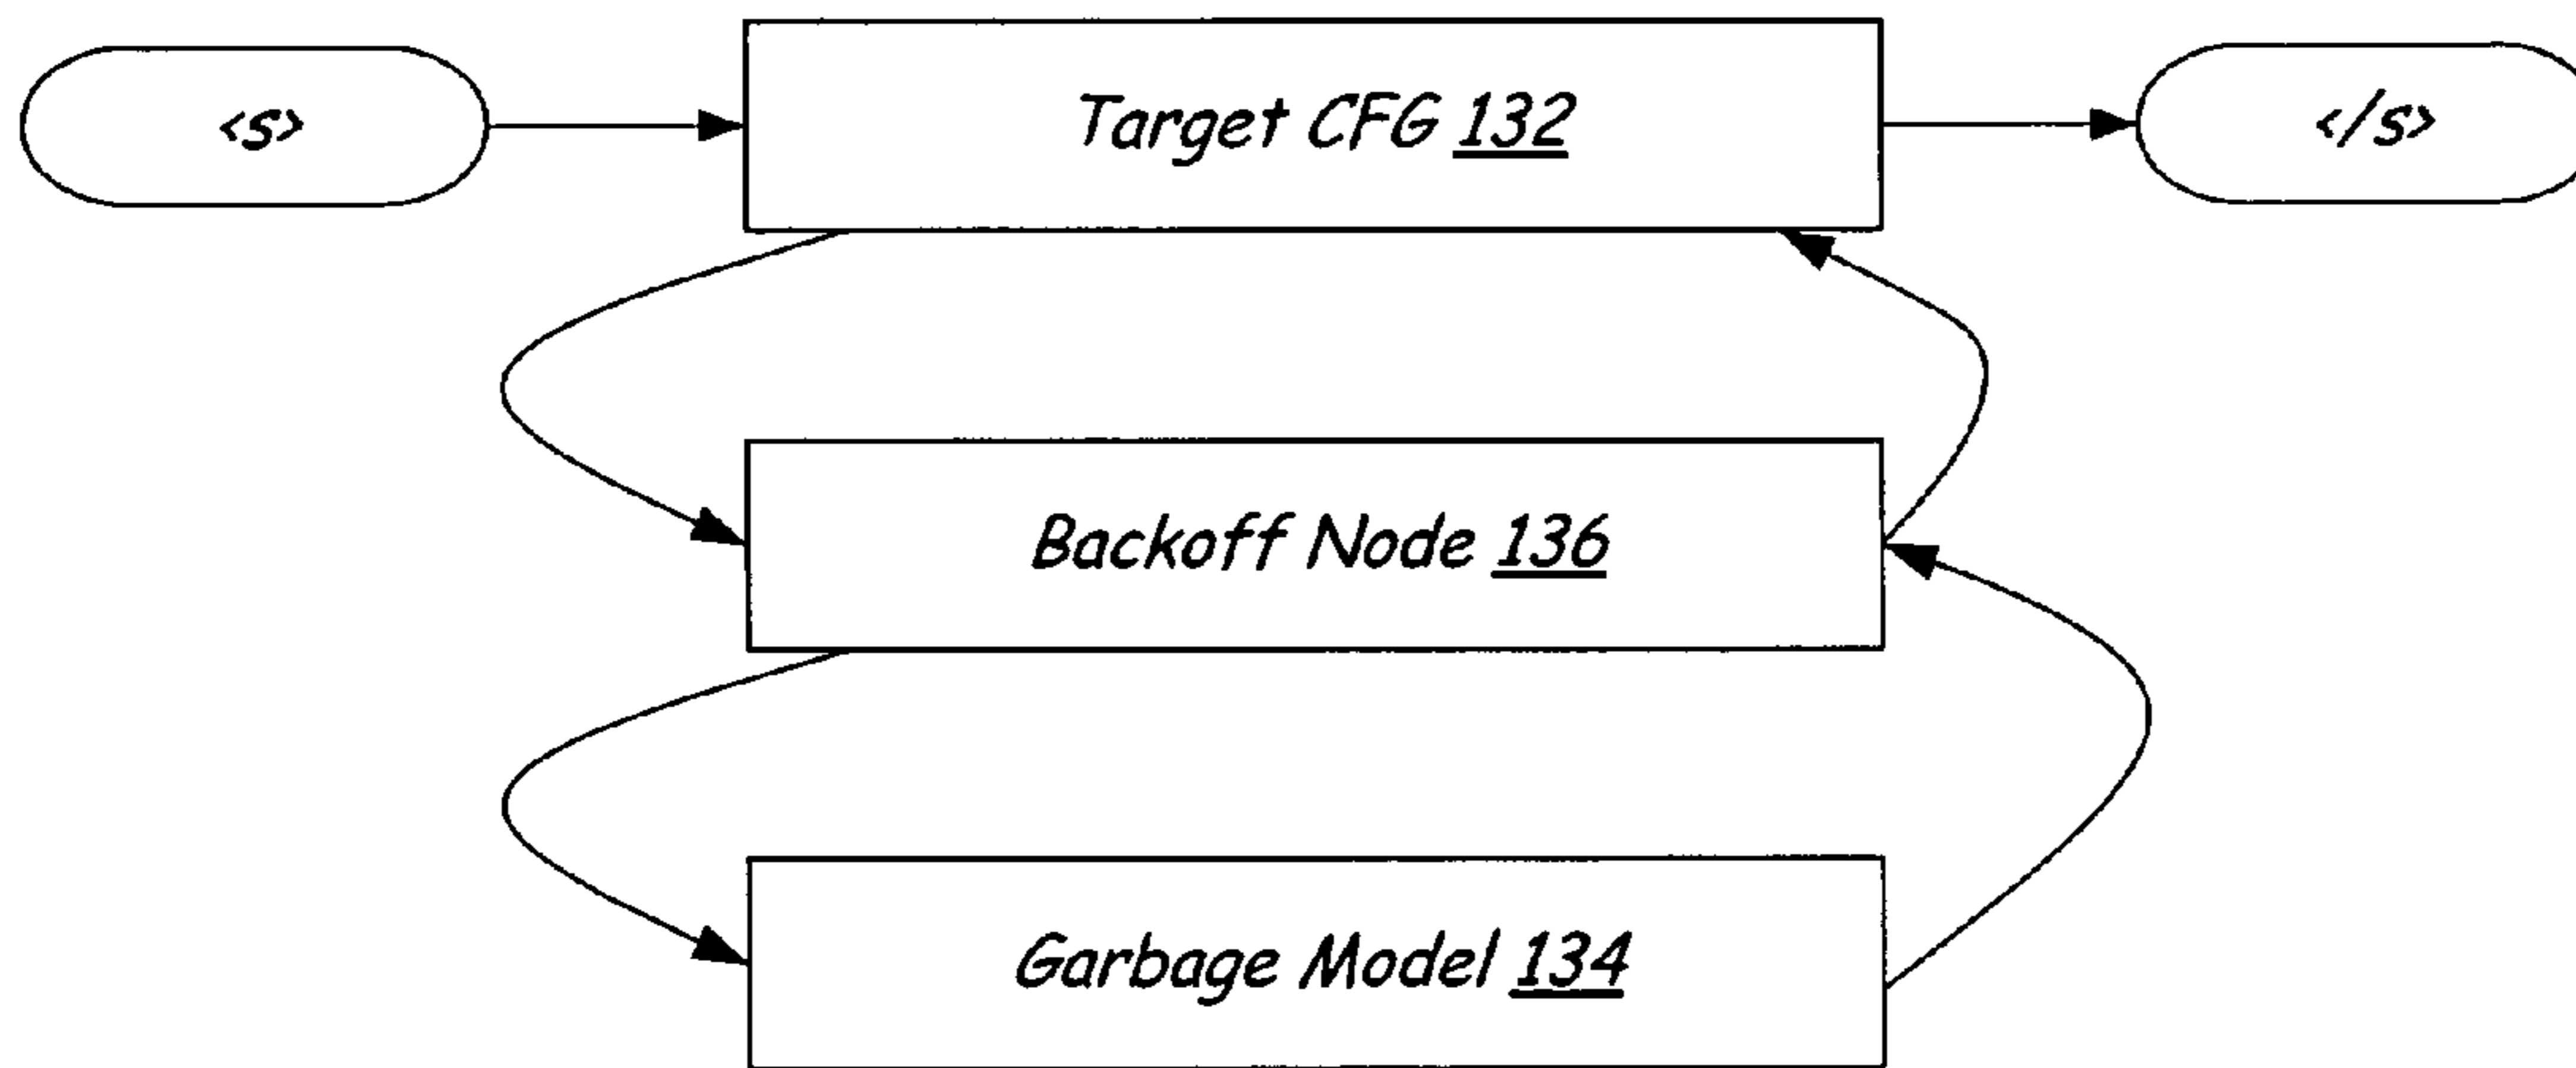 <s>
Target CFG 132
</s>
Backoff Node 136
Garbage Model 134